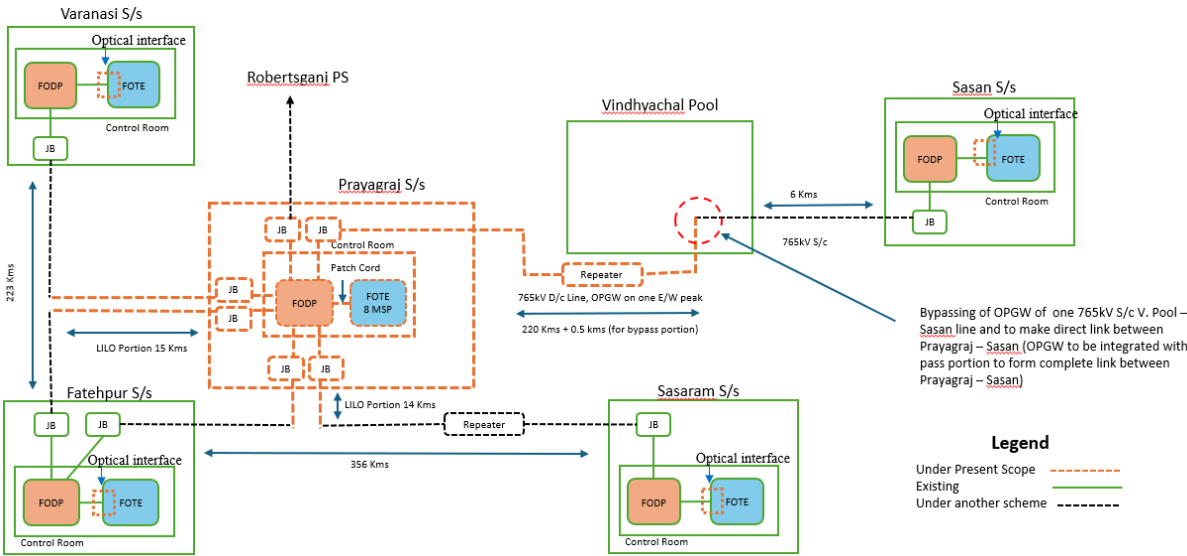 Varanasi S/s
Optical interface
FODP
FOTE
Control Room
JB
Robertsganj PS
Vindhyachal Pool
Sasan S/s
Optical interface
FODP
FOTE
Control Room
JB
6 Kms
765kV S/c
Prayagraj S/s
JB
JB
Control Room
Patch Cord
JB
JB
FODP
FOTE
8 MSP
JB
JB
Repeater
765kV D/c Line, OPGW on one E/W peak
220 Kms + 0.5 kms (for bypass portion)
223 Kms
LILO Portion 15 Kms
LILO Portion 14 Kms
Bypassing of OPGW of one 765kV S/c V. Pool –
Sasan line and to make direct link between
Prayagraj – Sasan (OPGW to be integrated with
pass portion to form complete link between
Prayagraj – Sasan)
Fatehpur S/s
JB
JB
Optical interface
FODP
FOTE
Control Room
Repeater
356 Kms
Sasaram S/s
JB
Optical interface
FODP
FOTE
Control Room
Legend
Under Present Scope
Existing
Under another scheme